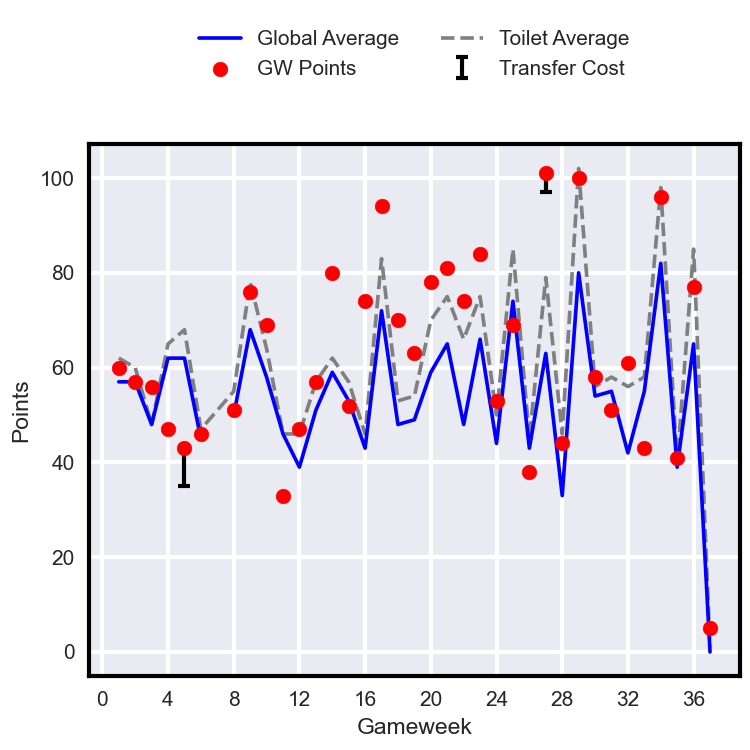 Global Average
GW Points
Toilet Average
Transfer Cost
100
80
60
40
20
0
Points
0 4 8 12 16 20 24 28 32 36
Gameweek